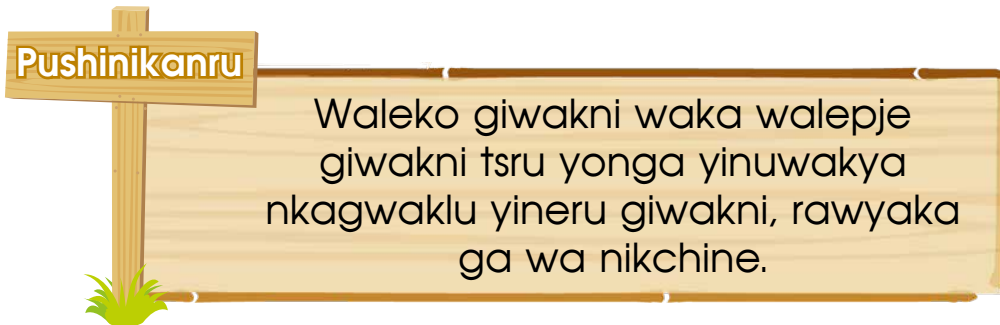 Pushinikanru
Waleko giwakni waka walepje
giwakni tsru yonga yinuwakya
nkagwaklu yineru giwakni, rawyaka
ga wa nikchine.